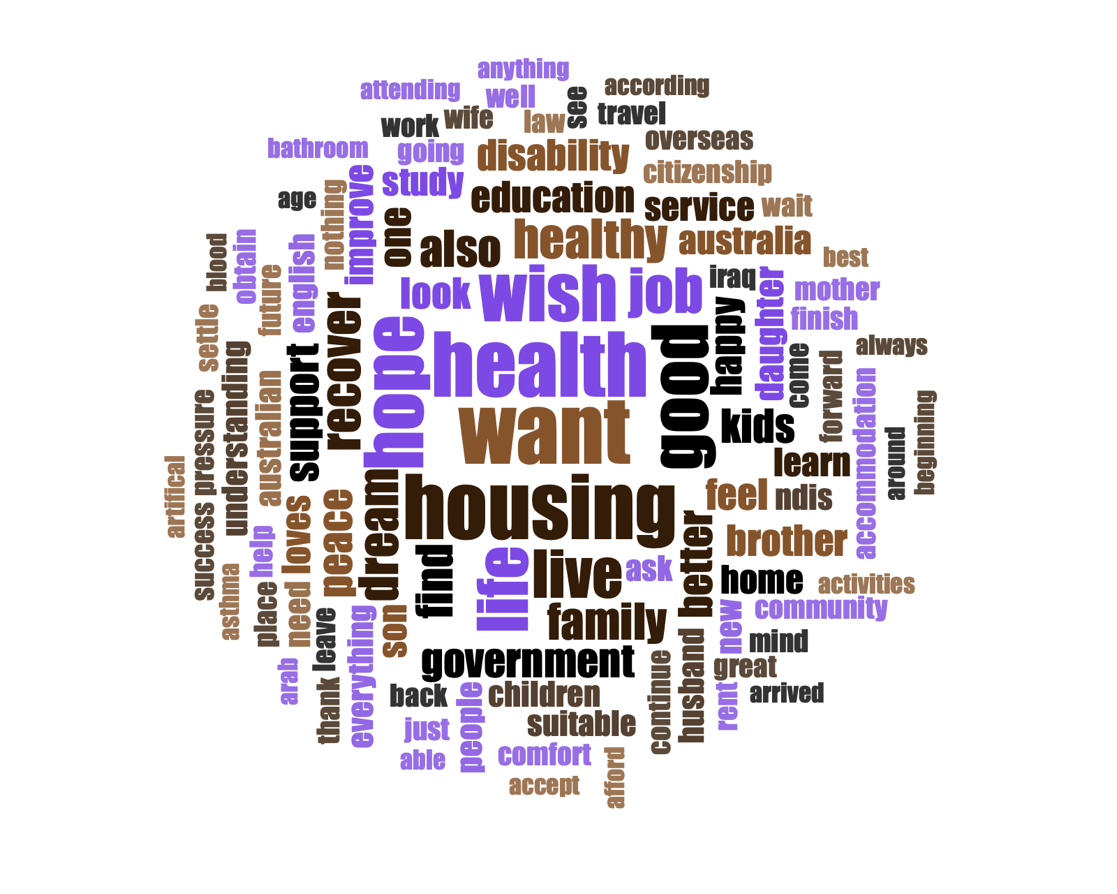 anything
attending
well
see
according
travel
work
wife
law
overseas
bathroom
going
disability
citizenship
study
age
nothing
improve
one
education
service
wait
also
healthy
australia
best
blood
obtain
english
future
look
wish
job
iraq
daughter
mother
finish
happy
settle
recover
hope
health
good
come
always
understanding
support
want
kids
forward
accommodation
australian
learn
around
beginning
artifical
success
pressure
loves
peace
dream
housing
feel
ndis
better
brother
help
find
life
live
ask
home
activities
asthma
place
need
son
family
new
community
leave
everything
government
mind
husband
great
arab
thank
back
people
children
continue
rent
arrived
just
suitable
able
comfort
accept
afford